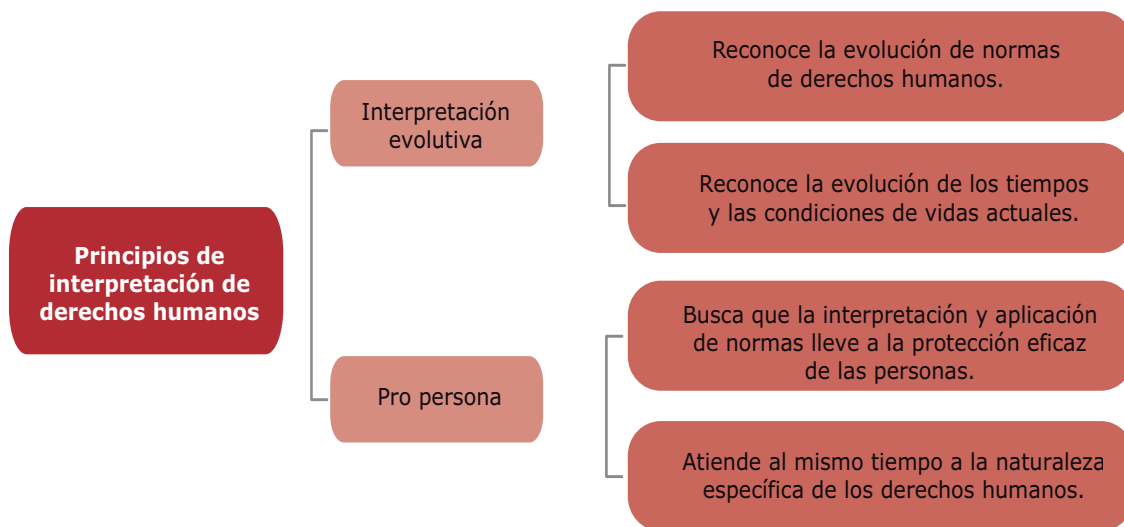 Principios de
interpretación de
derechos humanos
Interpretación
evolutiva
Reconoce la evolución de normas
de derechos humanos.
Reconoce la evolución de los tiempos
y las condiciones de vidas actuales.
Pro persona
Busca que la interpretación y aplicación
de normas lleve a la protección eficaz
de las personas.
Atiende al mismo tiempo a la naturaleza
específica de los derechos humanos.